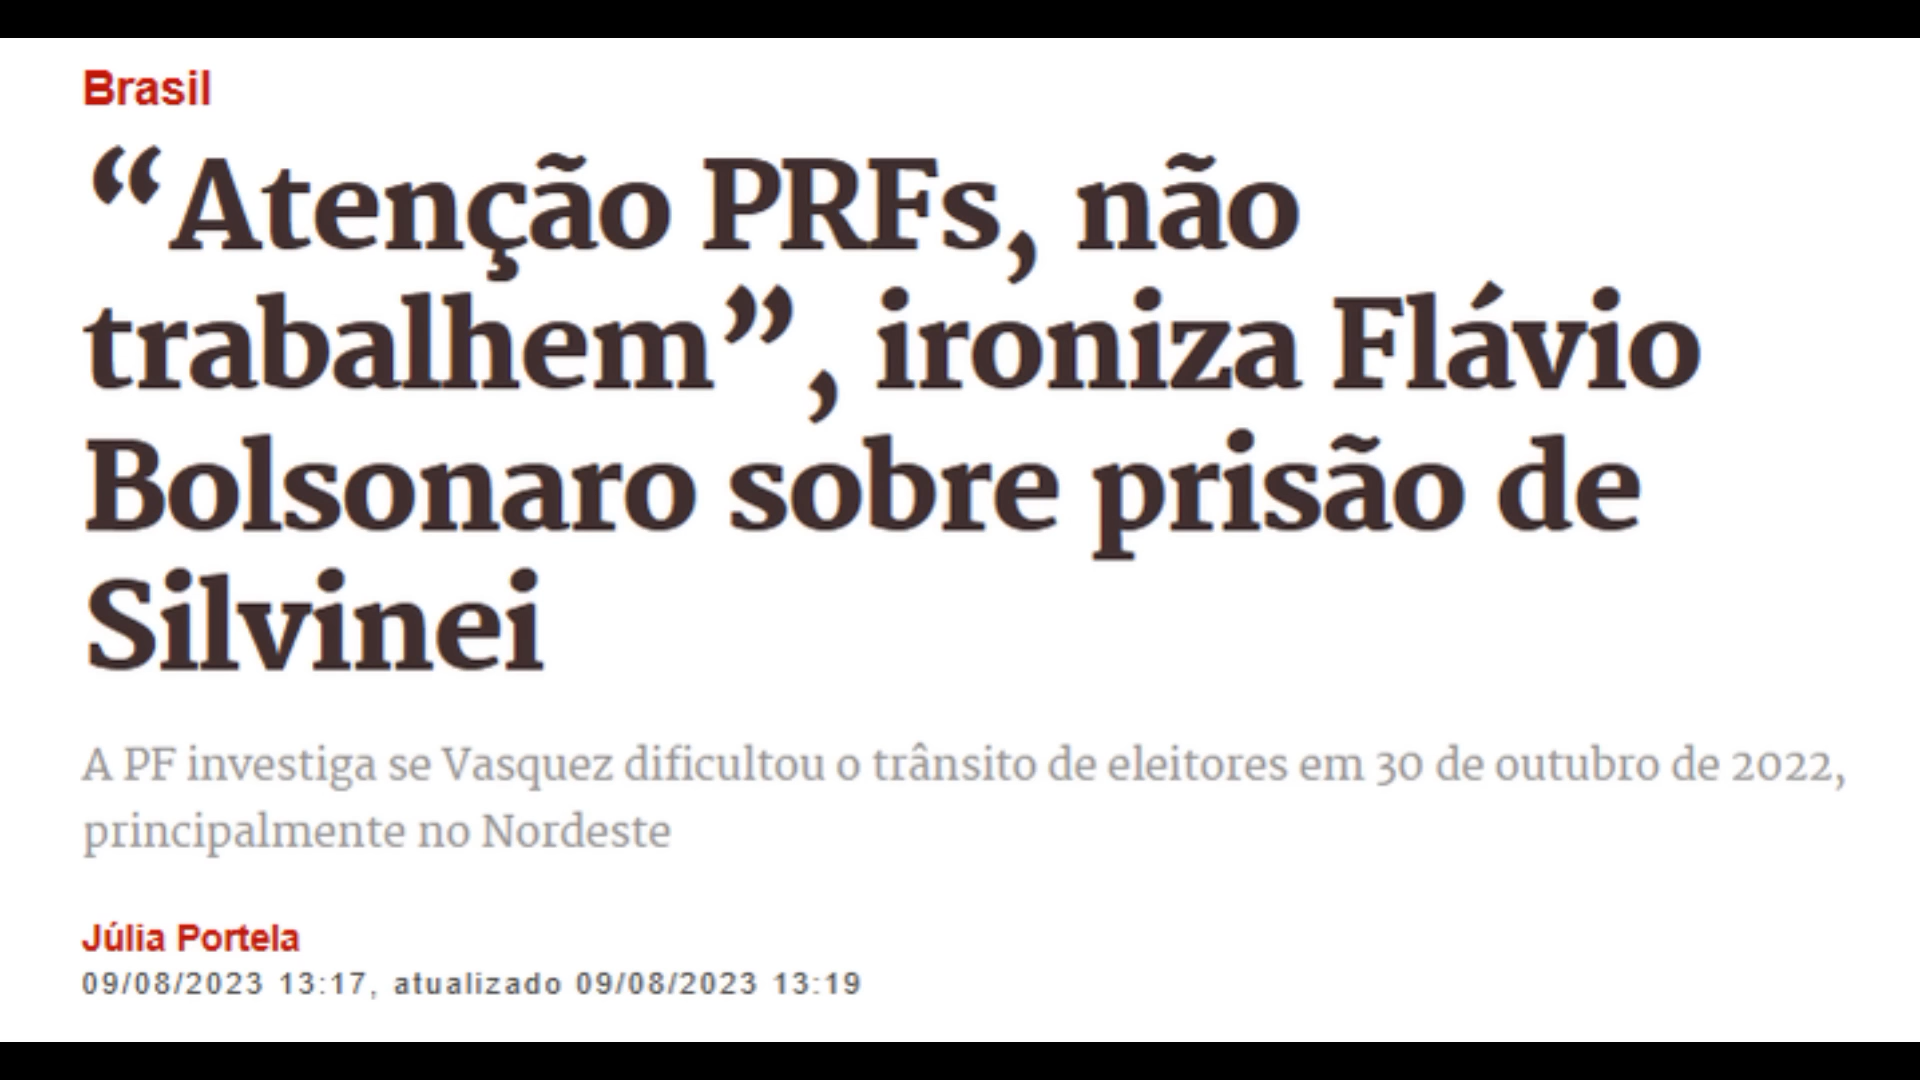 Brasil
“Atenção PRFs, não
trabalhem”, ironiza Flávio
Bolsonaro sobre prisão de
Silvinei
A PF investiga se Vasquez dificultou o trânsito de eleitores em 30 de outubro de 2022,
principalmente no Nordeste
Júlia Portela
09/08/2023 13:17, atualizado 09/08/2023 13:19